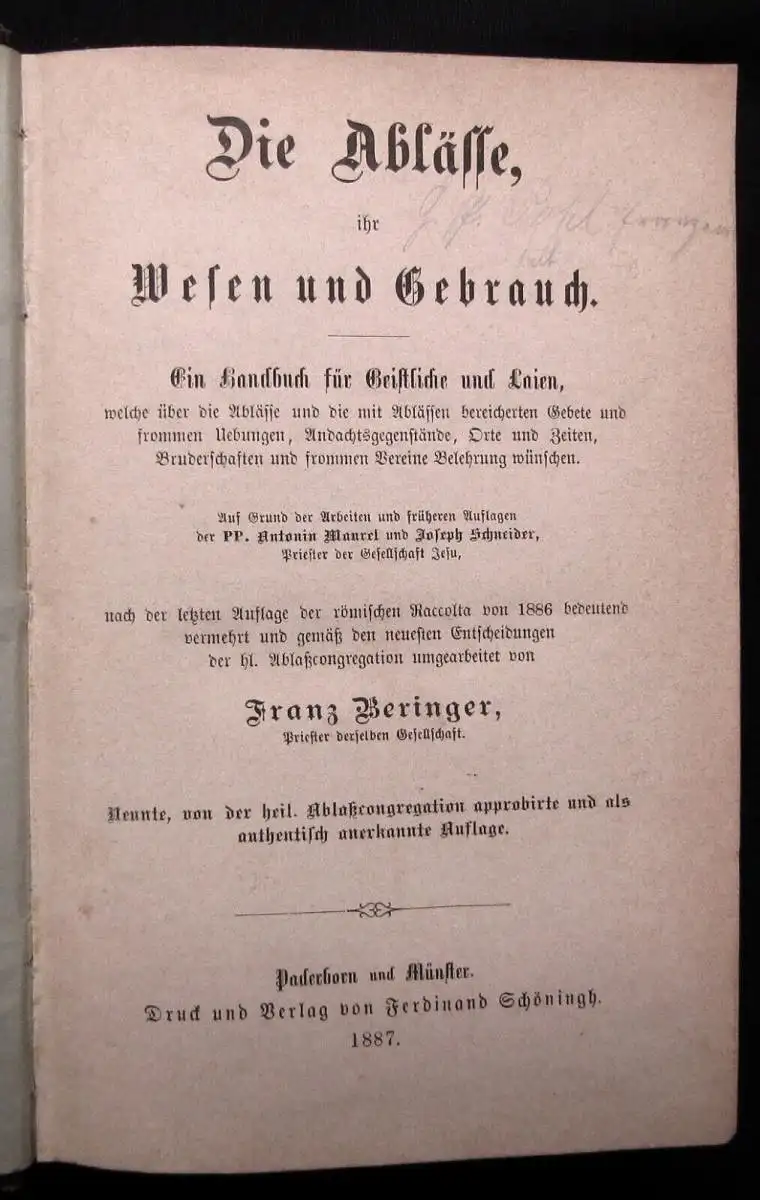 Die Abläſſe,
ihr
Weſen und Gebrauch.
Ein Handbuch für Geiſtliche und Laien,
welche über die Abläſſe und die mit Abläſſen bereicherten Gebete und
frommen Uebungen, Andachtsgegenſtände, Orte und Zeiten,
Bruderſchaften und frommen Vereine Belehrung wünſchen.
Auf Grund der Arbeiten und früheren Auflagen
der PP. Antonin Maurel und Joſeph Schneider,
Prieſter der Geſellſchaft Jeſu,
nach der letzten Auflage der römiſchen Raccolta von 1886 bedeutend
vermehrt und gemäß den neueſten Entſcheidungen
der hl. Ablaßcongregation umgearbeitet von
Franz Beringer,
Prieſter derſelben Geſellſchaft.
Neunte, von der heil. Ablaßcongregation approbirte und als
authentiſch anerkannte Auflage.
Paderborn und Münſter.
Druck und Verlag von Ferdinand Schöningh.
1887.